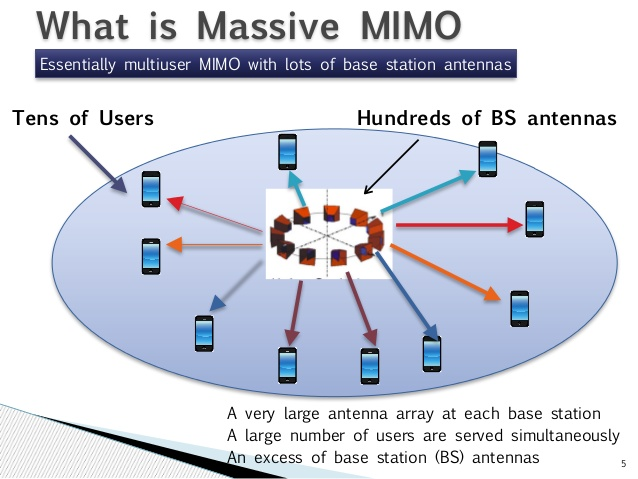 What is Massive MIMO
Essentially multiuser MIMO with lots of base station antennas
Tens of Users
Hundreds of BS antennas
A very large antenna array at each base station
A large number of users are served simultaneously
An excess of base station (BS) antennas
5